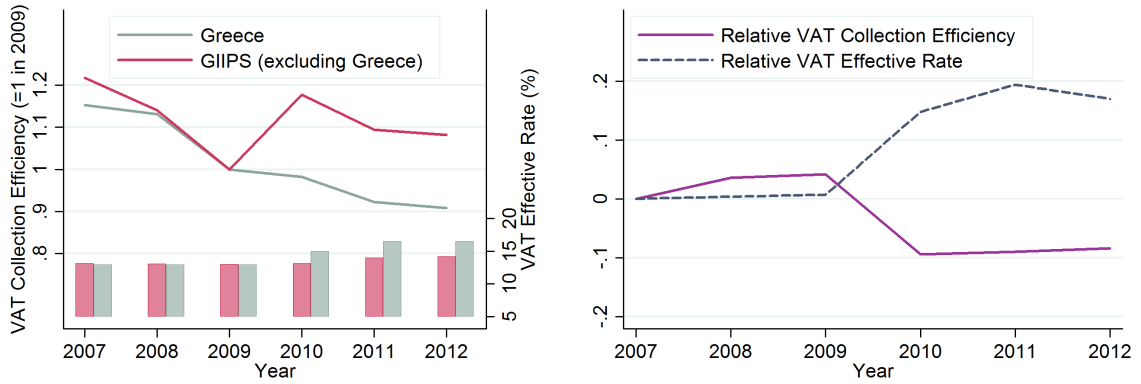 Greece
GIIPS (excluding Greece)
VAT Collection Efficiency (=1 in 2009)
1.2
1.1
1
.9
.8
20
15
10
5
VAT Effective Rate (%)
2007 2008 2009 2010 2011 2012
Year
Relative VAT Collection Efficiency
Relative VAT Effective Rate
.2
.1
0
-.1
-.2
2007 2008 2009 2010 2011 2012
Year